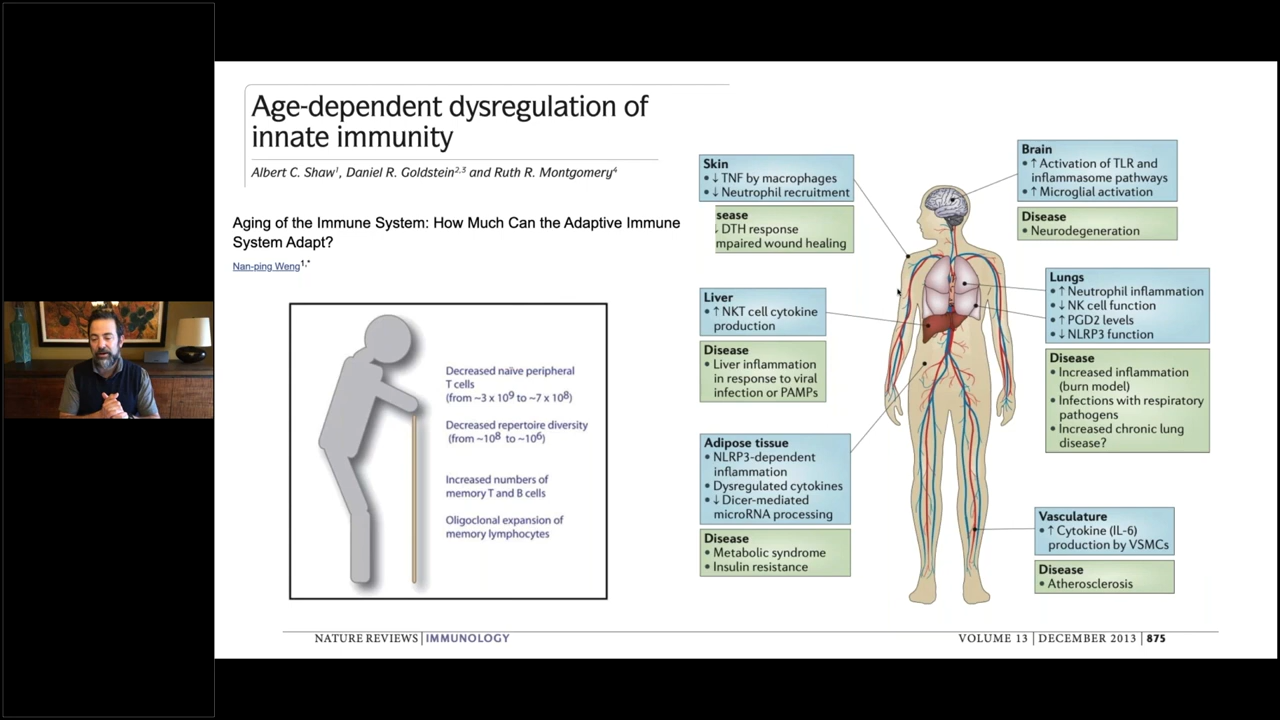 Age-dependent dysregulation of
innate immunity
Albert C. Shaw1, Daniel R. Goldstein2,3 and Ruth R. Montgomery4
Aging of the Immune System: How Much Can the Adaptive Immune
System Adapt?
Nan-ping Weng1,*
Decreased naïve peripheral
T cells
(from ~3 x 10⁹ to ~7 x 10⁸)
Decreased repertoire diversity
(from ~10⁸ to ~10⁶)
Increased numbers of
memory T and B cells
Oligoclonal expansion of
memory lymphocytes
Skin
• ↓ TNF by macrophages
• ↓ Neutrophil recruitment
sease
DTH response
mpaired wound healing
Liver
• ↑ NKT cell cytokine
production
Disease
• Liver inflammation
in response to viral
infection or PAMPs
Adipose tissue
• NLRP3-dependent
inflammation
• Dysregulated cytokines
• ↓ Dicer-mediated
microRNA processing
Disease
• Metabolic syndrome
• Insulin resistance
Brain
• ↑ Activation of TLR and
inflammasome pathways
• ↑ Microglial activation
Disease
• Neurodegeneration
Lungs
• ↑ Neutrophil inflammation
• ↓ NK cell function
• ↑ PGD2 levels
• ↓ NLRP3 function
Disease
• Increased inflammation
(burn model)
• Infections with respiratory
pathogens
• Increased chronic lung
disease?
Vasculature
• ↑ Cytokine (IL-6)
production by VSMCs
Disease
• Atherosclerosis
NATURE REVIEWS | IMMUNOLOGY
VOLUME 13 | DECEMBER 2013 | 875